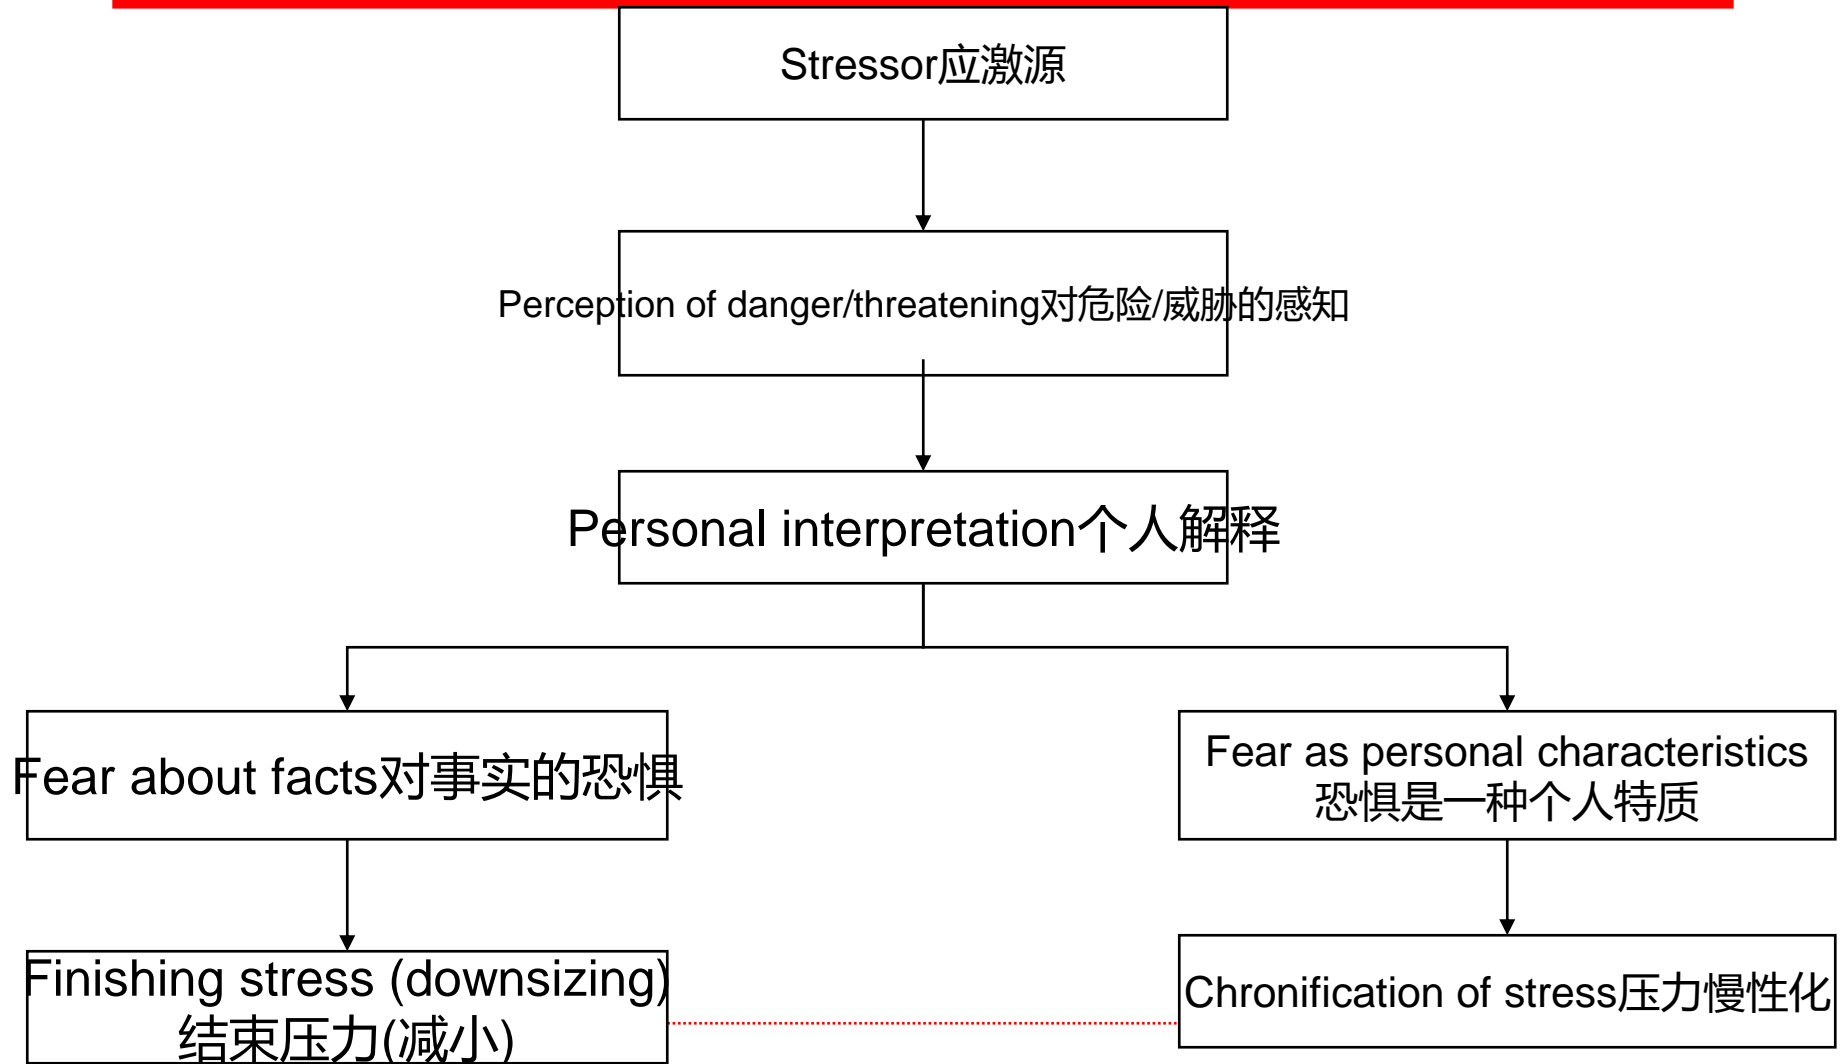 Stressor应激源
Perception of danger/threatening对危险/威胁的感知
Personal interpretation个人解释
Fear about facts对事实的恐惧
Fear as personal characteristics
恐惧是一种个人特质
Finishing stress (downsizing)
结束压力(减小)
Chronification of stress压力慢性化